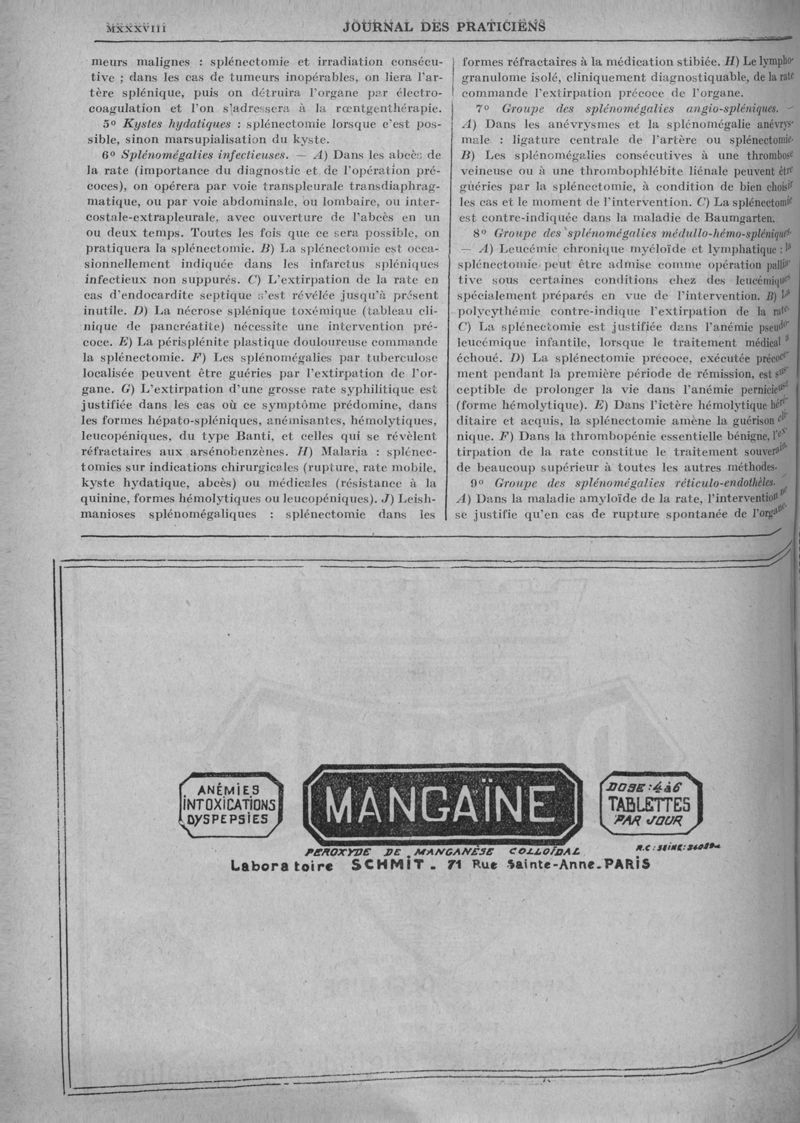 MXXXVIII
JOURNAL DES PRATICIENS
meurs malignes : splénectomie et irradiation consécu-
tive ; dans les cas de tumeurs inopérables, on liera l'ar-
tère splénique, puis on détruira l'organe par électro-
coagulation et l'on s'adressera à la rœntgenthérapie.
5º Kystes hydatiques : splénectomie lorsque c'est pos-
sible, sinon marsupialisation du kyste.
6º Splénomégalies infectieuses. — A) Dans les abcès de
la rate (importance du diagnostic et de l'opération pré-
coces), on opérera par voie transpleurale transdiaphrag-
matique, ou par voie abdominale, ou lombaire, ou inter-
costale-extrapleurale, avec ouverture de l'abcès en un
ou deux temps. Toutes les fois que ce sera possible, on
pratiquera la splénectomie. B) La splénectomie est occa-
sionnellement indiquée dans les infarctus spléniques
infectieux non suppurés. C) L'extirpation de la rate en
cas d'endocardite septique s'est révélée jusqu'à présent
inutile. D) La nécrose splénique toxémique (tableau cli-
nique de pancréatite) nécessite une intervention pré-
coce. E) La périsplénite plastique douloureuse commande
la splénectomie. F) Les splénomégalies par tuberculose
localisée peuvent être guéries par l'extirpation de l'or-
gane. G) L'extirpation d'une grosse rate syphilitique est
justifiée dans les cas où ce symptôme prédomine, dans
les formes hépato-spléniques, anémisantes, hémolytiques,
leucopéniques, du type Banti, et celles qui se révèlent
réfractaires aux arsénobenzènes. H) Malaria : splénec-
tomies sur indications chirurgicales (rupture, rate mobile,
kyste hydatique, abcès) ou médicales (résistance à la
quinine, formes hémolytiques ou leucopéniques). J) Leish-
manioses splénomégaliques : splénectomie dans les
formes réfractaires à la médication stibiée. H) Le lympho-
granulome isolé, cliniquement diagnostiquable, de la rate
commande l'extirpation précoce de l'organe.
7º Groupe des splénomégalies angio-spléniques. —
A) Dans les anévrysmes et la splénomégalie anévrys-
male : ligature centrale de l'artère ou splénectomie.
B) Les splénomégalies consécutives à une thrombose
veineuse ou à une thrombophlébite liénale peuvent être
guéries par la splénectomie, à condition de bien choisir
les cas et le moment de l'intervention. C) La splénectomie
est contre-indiquée dans la maladie de Baumgarten.
8º Groupe des splénomégalies médullo-hémo-spléniques.
— A) Leucémie chronique myéloïde et lymphatique : la
splénectomie peut être admise comme opération pallia-
tive sous certaines conditions chez des leucémiques
spécialement préparés en vue de l'intervention. B) La
polycythémie contre-indique l'extirpation de la rate.
C) La splénectomie est justifiée dans l'anémie pseudo-
leucémique infantile, lorsque le traitement médical a
échoué. D) La splénectomie précoce, exécutée précoce-
ment pendant la première période de rémission, est sus-
ceptible de prolonger la vie dans l'anémie pernicieuse
(forme hémolytique). E) Dans l'ictère hémolytique héré-
ditaire et acquis, la splénectomie amène la guérison cli-
nique. F) Dans la thrombopénie essentielle bénigne, l'ex-
tirpation de la rate constitue le traitement souverain,
de beaucoup supérieur à toutes les autres méthodes.
9º Groupe des splénomégalies réticulo-endothèles. —
A) Dans la maladie amyloïde de la rate, l'intervention ne
se justifie qu'en cas de rupture spontanée de l'organe.
ANÉMIES
INTOXICATIONS
DYSPEPSIES
MANGAÏNE
DOSE : 4 à 6
TABLETTES
PAR JOUR
PEROXYDE DE MANGANÈSE COLLOÏDAL
R.C : SEINE :
Laboratoire SCHMIT . 71 Rue Sainte-Anne.PARIS